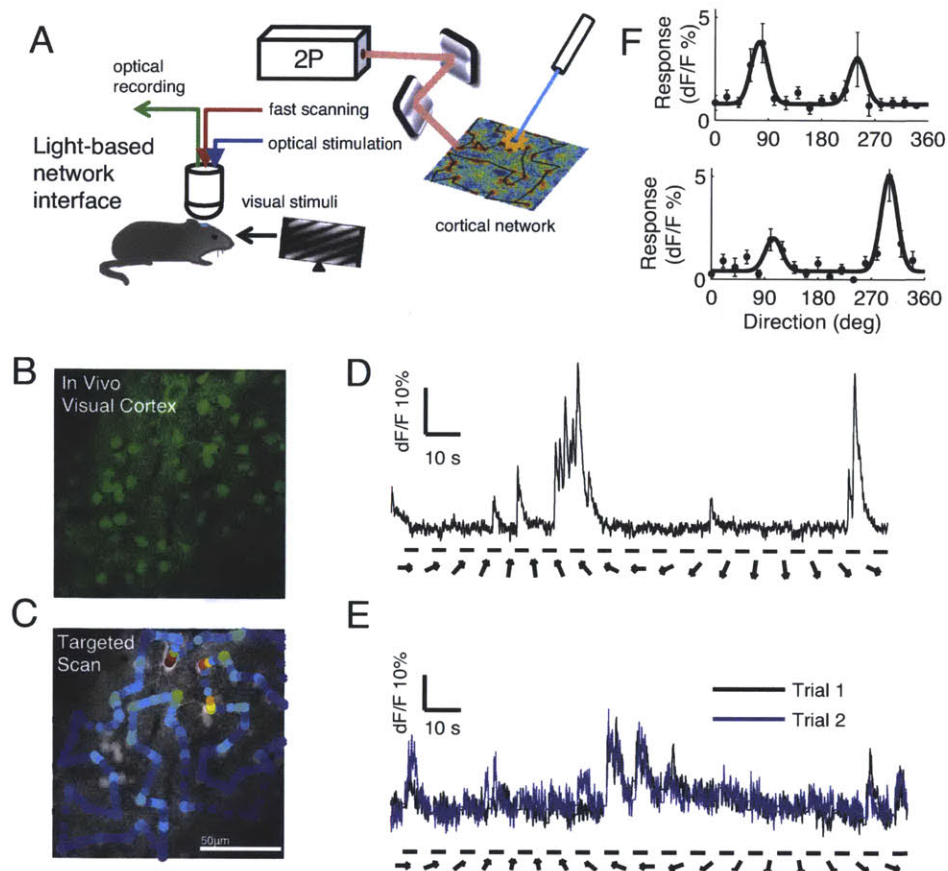 A
2P
optical
recording
fast scanning
optical stimulation
Light-based
network
interface
visual stimuli
cortical network
F
Response
(dF/F %)
5
0
0 90 180 270 360
Response
(dF/F %)
5
0
0 90 180 270 360
Direction (deg)
B
In Vivo
Visual Cortex
D
dF/F 10%
10 s
C
Targeted
Scan
50µm
E
dF/F 10%
10 s
Trial 1
Trial 2